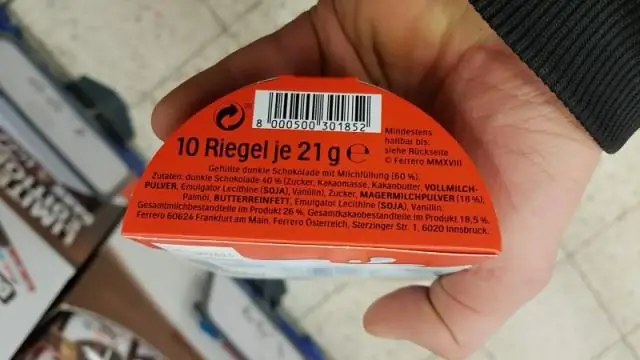 8 000500 301852
10 Riegel je 21 g ℮
Mindestens
haltbar bis:
siehe Rückseite
© Ferrero MMXVIII
Gefüllte dunkle Schokolade mit Milchfüllung (60 %).
Zutaten: dunkle Schokolade 40 % (Zucker, Kakaomasse, Kakaobutter, VOLLMILCH-
PULVER, Emulgator Lecithine (SOJA), Vanillin), Zucker, MAGERMILCHPULVER (18 %),
Palmöl, BUTTERREINFETT, Emulgator Lecithine (SOJA), Vanillin.
Gesamtmilchbestandteile im Produkt 26 %. Gesamtkakaobestandteile im Produkt 18,5 %.
Ferrero 60624 Frankfurt am Main. Ferrero Österreich, Sterzinger Str. 1, 6020 Innsbruck.